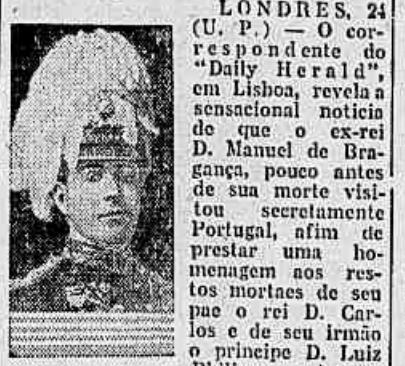 LONDRES, 24
(U. P.) — O cor-
respondente do
"Daily Herald",
em Lisboa, revela a
sensacional noticia
de que o ex-rei
D. Manuel de Bra-
gança, pouco antes
de sua morte visi-
tou secretamente
Portugal, afim de
prestar uma ho-
menagem aos res-
tos mortaes de seu
pae o rei D. Car-
los e de seu irmão
o principe D. Luiz